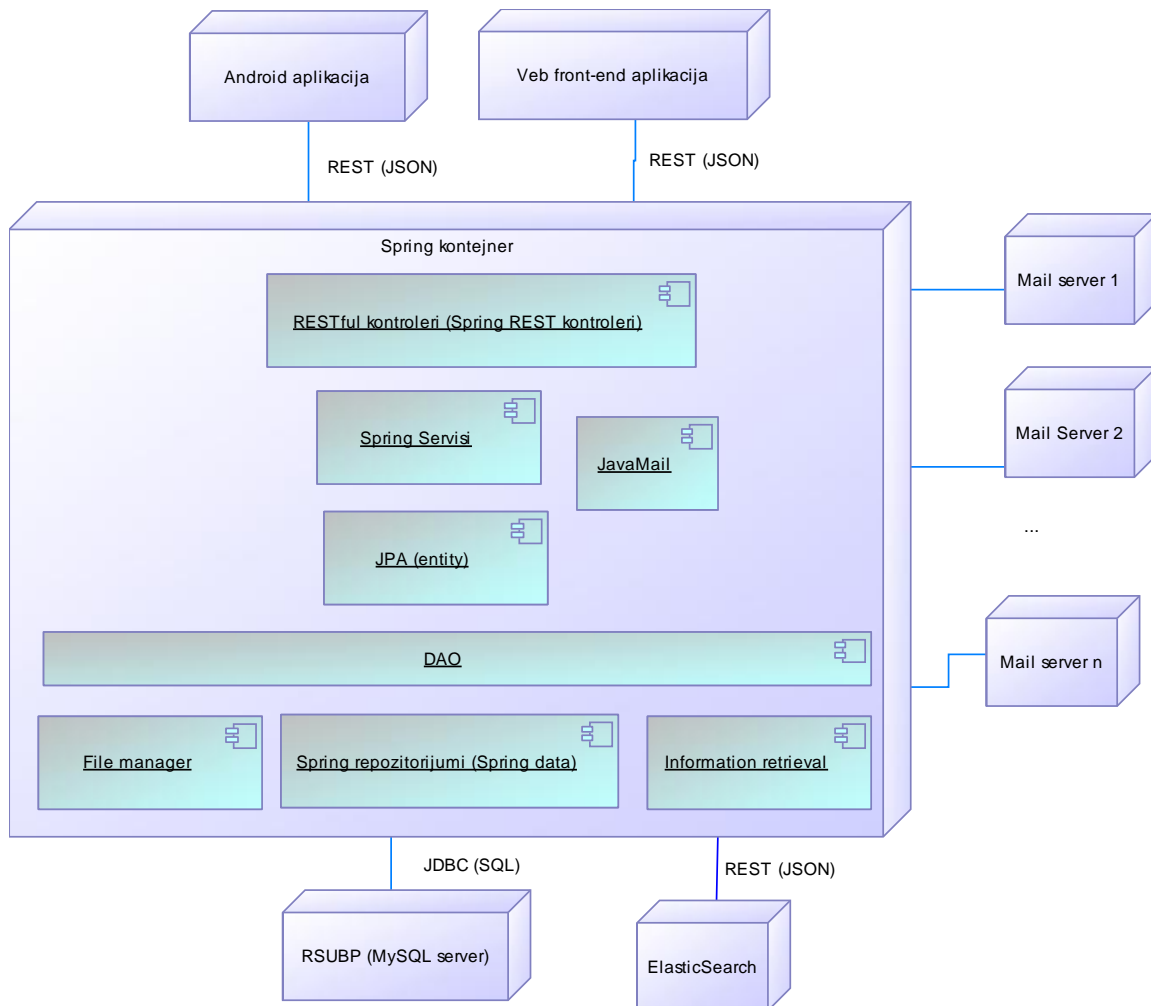 Android aplikacija
Veb front-end aplikacija
REST (JSON)
REST (JSON)
Spring kontejner
Mail server 1
RESTful kontroleri (Spring REST kontroleri)
Spring Servisi
JavaMail
Mail Server 2
...
JPA (entity)
DAO
Mail server n
File manager
Spring repozitorijumi (Spring data)
Information retrieval
JDBC (SQL)
REST (JSON)
RSUBP (MySQL server)
ElasticSearch